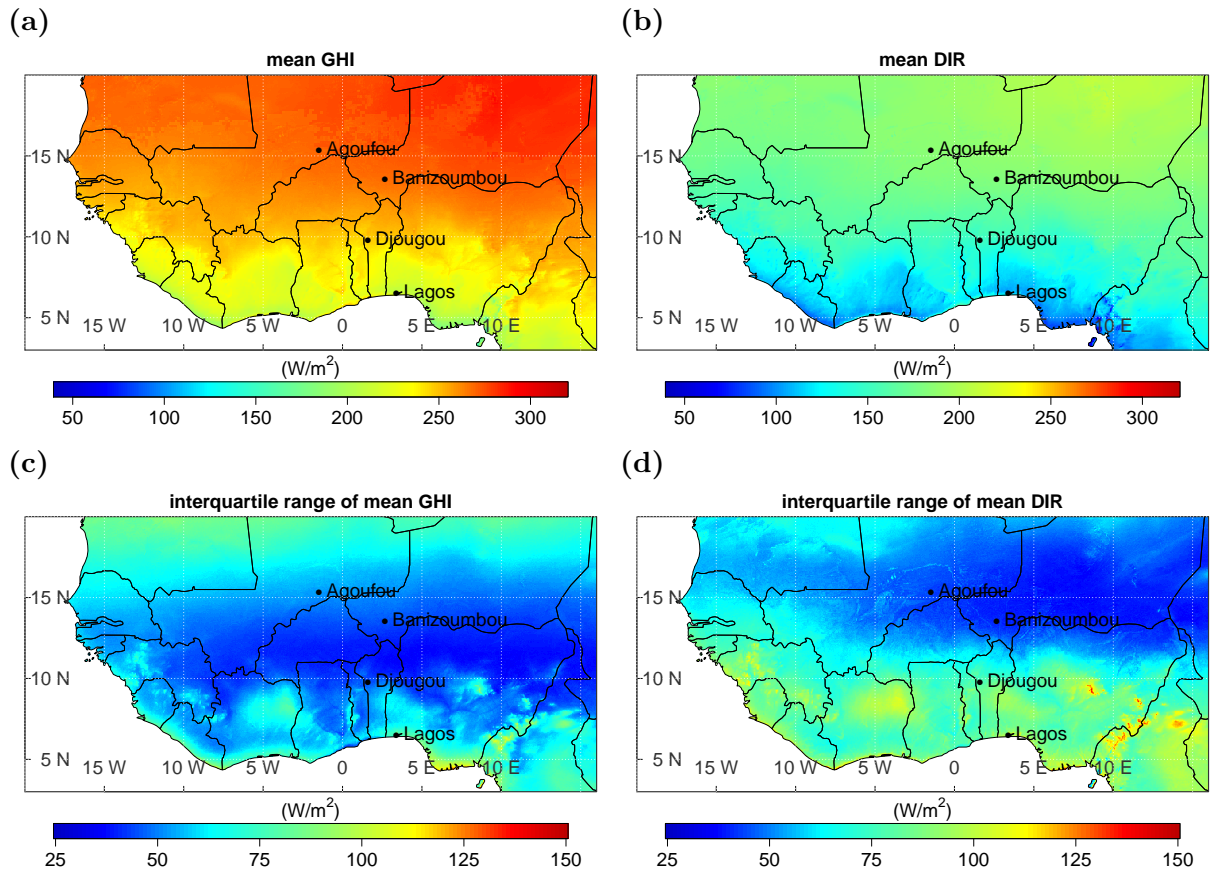 (a)
mean GHI
15 N
10 N
5 N
15 W
10 W
5 W
0
5 E
10 E
Agoufou
Banizoumbou
Djougou
Lagos
(W/m²)
50 100 150 200 250 300
(b)
mean DIR
15 N
10 N
5 N
15 W
10 W
5 W
0
5 E
10 E
Agoufou
Banizoumbou
Djougou
Lagos
(W/m²)
50 100 150 200 250 300
(c)
interquartile range of mean GHI
15 N
10 N
5 N
15 W
10 W
5 W
0
5 E
10 E
Agoufou
Banizoumbou
Djougou
Lagos
(W/m²)
25 50 75 100 125 150
(d)
interquartile range of mean DIR
15 N
10 N
5 N
15 W
10 W
5 W
0
5 E
10 E
Agoufou
Banizoumbou
Djougou
Lagos
(W/m²)
25 50 75 100 125 150